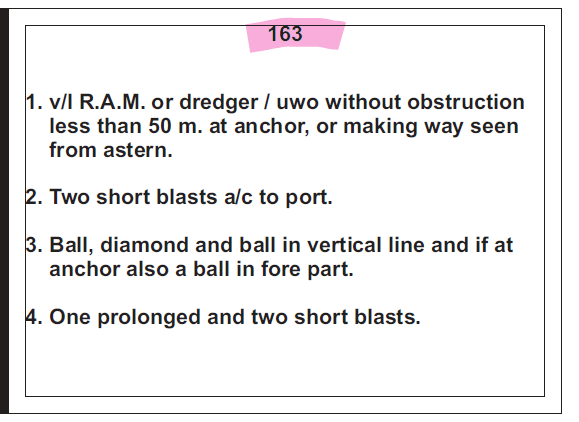 163
1. v/l R.A.M. or dredger / uwo without obstruction
less than 50 m. at anchor, or making way seen
from astern.
2. Two short blasts a/c to port.
3. Ball, diamond and ball in vertical line and if at
anchor also a ball in fore part.
4. One prolonged and two short blasts.